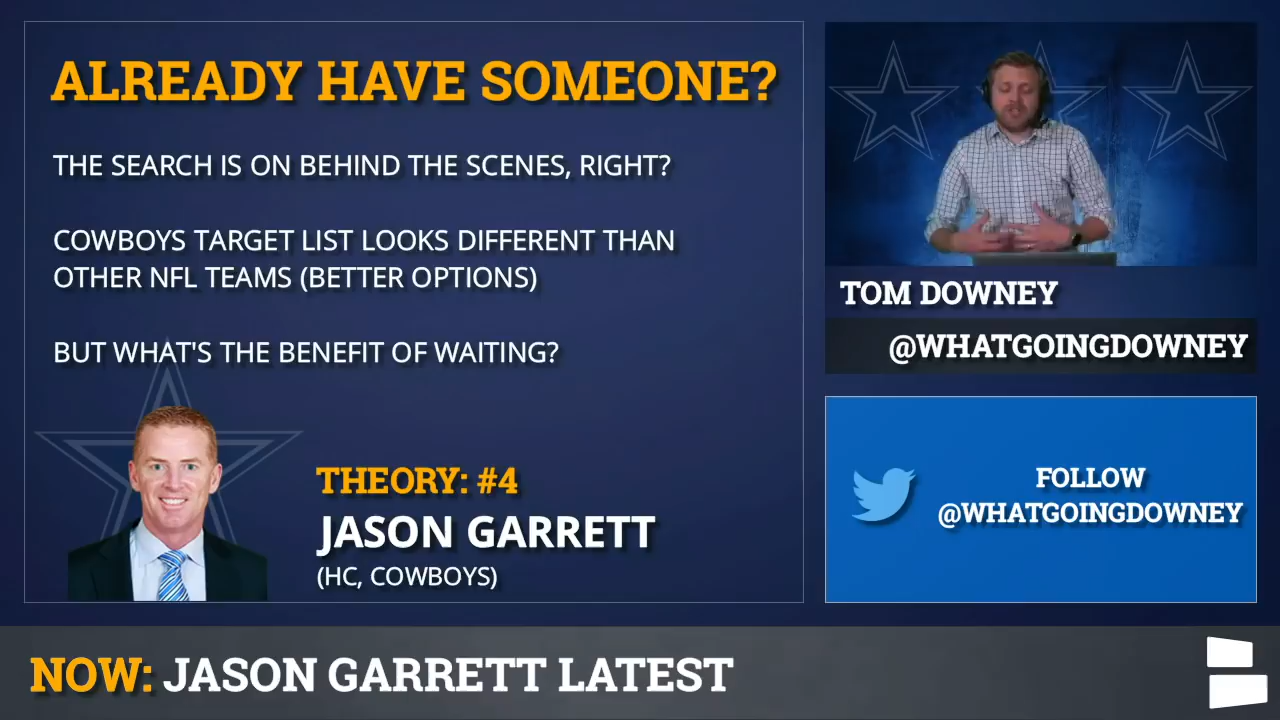 ALREADY HAVE SOMEONE?
THE SEARCH IS ON BEHIND THE SCENES, RIGHT?
COWBOYS TARGET LIST LOOKS DIFFERENT THAN
OTHER NFL TEAMS (BETTER OPTIONS)
BUT WHAT'S THE BENEFIT OF WAITING?
THEORY: #4
JASON GARRETT
(HC, COWBOYS)
TOM DOWNEY
@WHATGOINGDOWNEY
FOLLOW
@WHATGOINGDOWNEY
NOW: JASON GARRETT LATEST